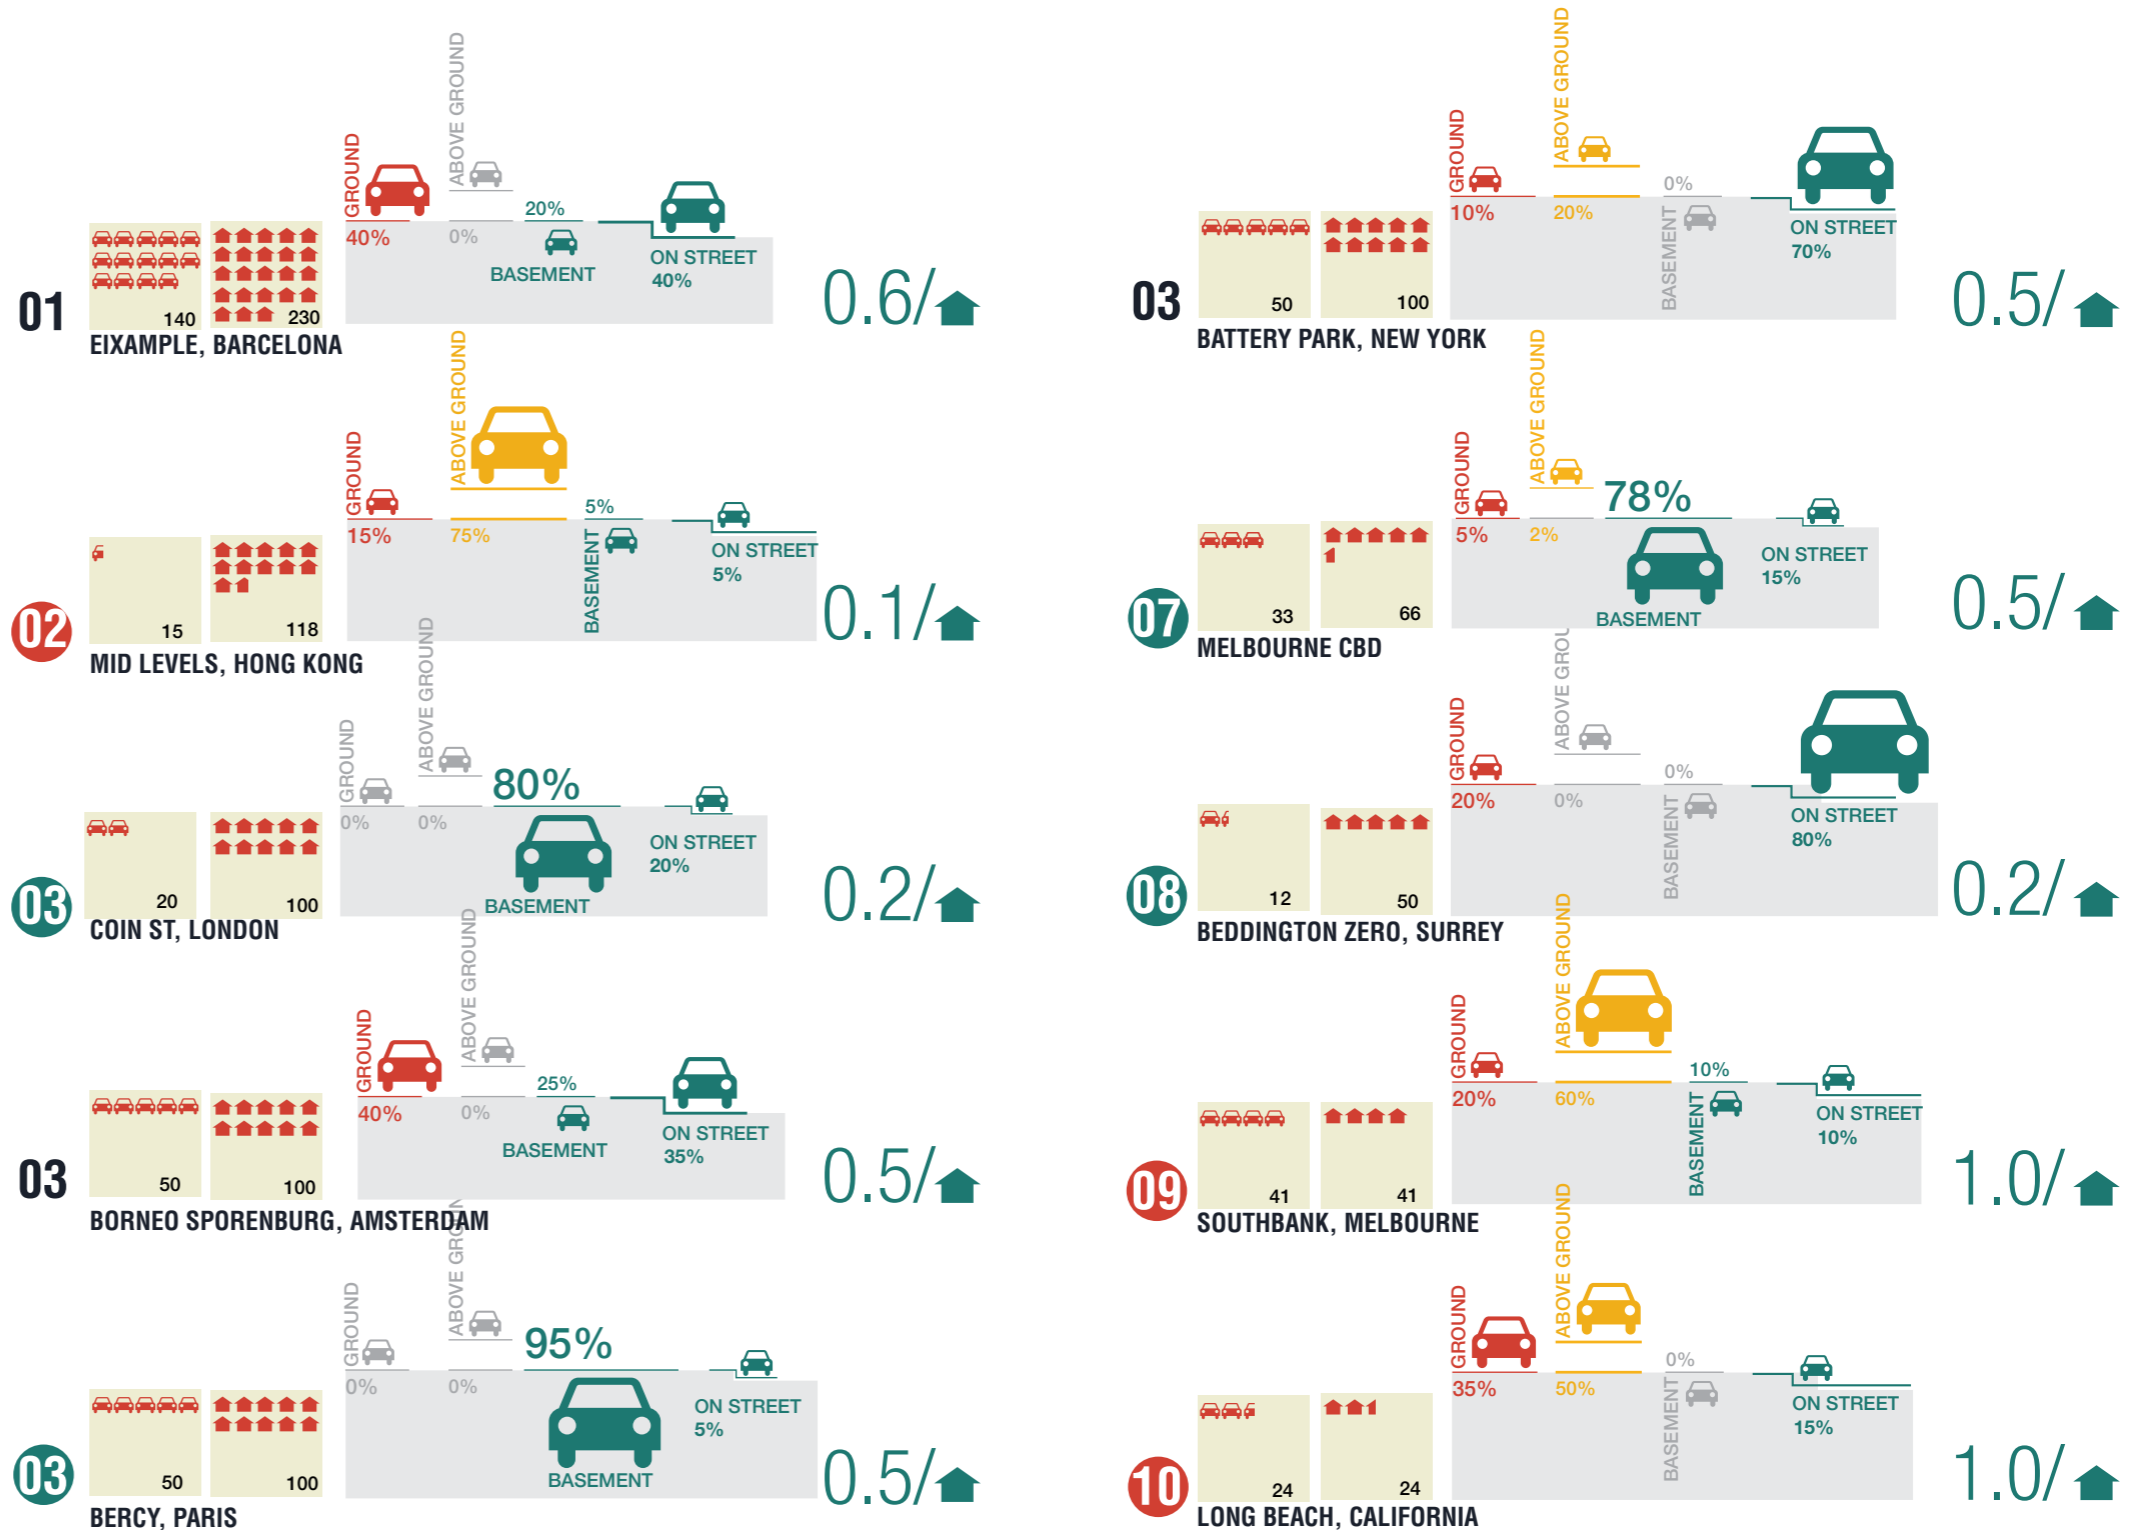 01
140
230
EIXAMPLE, BARCELONA
GROUND
40%
ABOVE GROUND
0%
20%
BASEMENT
ON STREET
40%
0.6/
02
15
118
MID LEVELS, HONG KONG
GROUND
15%
ABOVE GROUND
75%
5%
BASEMENT
ON STREET
5%
0.1/
03
20
100
COIN ST, LONDON
GROUND
0%
ABOVE GROUND
0%
80%
BASEMENT
ON STREET
20%
0.2/
03
50
100
BORNEO SPORENBURG, AMSTERDAM
GROUND
40%
ABOVE GROUND
0%
25%
BASEMENT
ON STREET
35%
0.5/
03
50
100
BERCY, PARIS
GROUND
0%
ABOVE GROUN
0%
95%
BASEMENT
ON STREET
5%
0.5/
03
50
100
BATTERY PARK, NEW YORK
GROUND
10%
ABOVE GROUND
20%
0%
BASEMENT
ON STREET
70%
0.5/
07
33
66
MELBOURNE CBD
GROUND
5%
ABOVE GROUND
2%
78%
BASEMENT
ON STREET
15%
0.5/
08
12
50
BEDDINGTON ZERO, SURREY
GROUND
20%
ABOVE GROU
0%
0%
BASEMENT
ON STREET
80%
0.2/
09
41
41
SOUTHBANK, MELBOURNE
GROUND
20%
ABOVE GROUND
60%
10%
BASEMENT
ON STREET
10%
1.0/
10
24
24
LONG BEACH, CALIFORNIA
GROUND
35%
ABOVE GROUND
50%
0%
BASEMENT
ON STREET
15%
1.0/